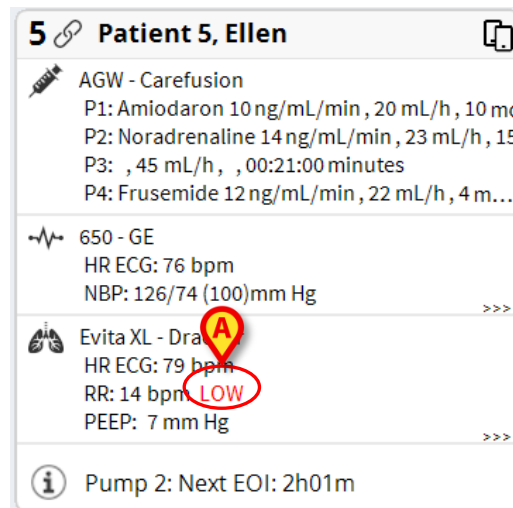 5 Patient 5, Ellen
AGW - Carefusion
P1: Amiodaron 10 ng/mL/min , 20 mL/h , 10
P2: Noradrenaline 14 ng/mL/min , 23 mL/h , 15
P3: , 45 mL/h , , 00:21:00 minutes
P4: Frusemide 12 ng/mL/min , 22 mL/h , 4 m...
650 - GE
HR ECG: 76 bpm
NBP: 126/74 (100)mm Hg
>>>
Evita XL -
A
HR ECG: 79 bpm
RR: 14 bpm LOW
PEEP: 7 mm Hg
>>>
i
Pump 2: Next EOI: 2h01m